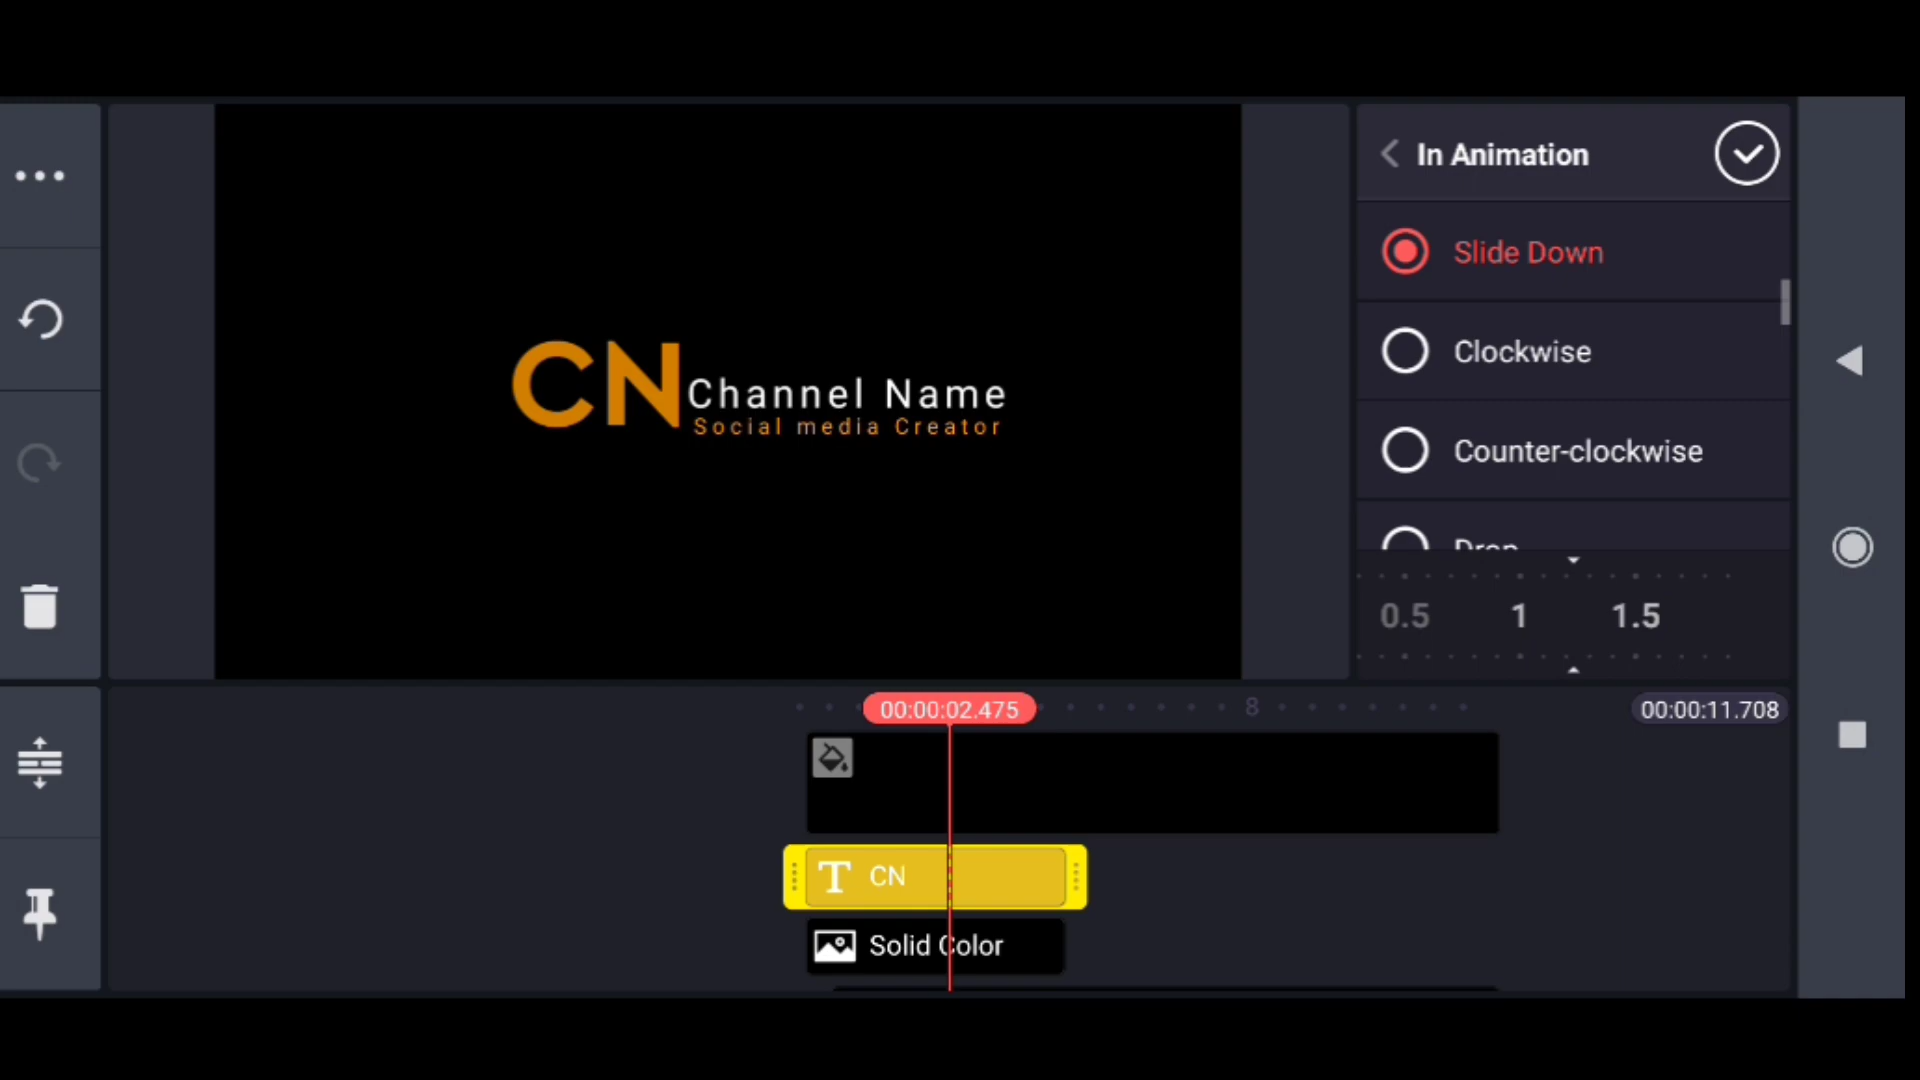 In Animation
Slide Down
Clockwise
Counter-clockwise
Drop
0.5 1 1.5
CN
Channel Name
Social media Creator
00:00:02.475
8
00:00:11.708
T CN
Solid Color